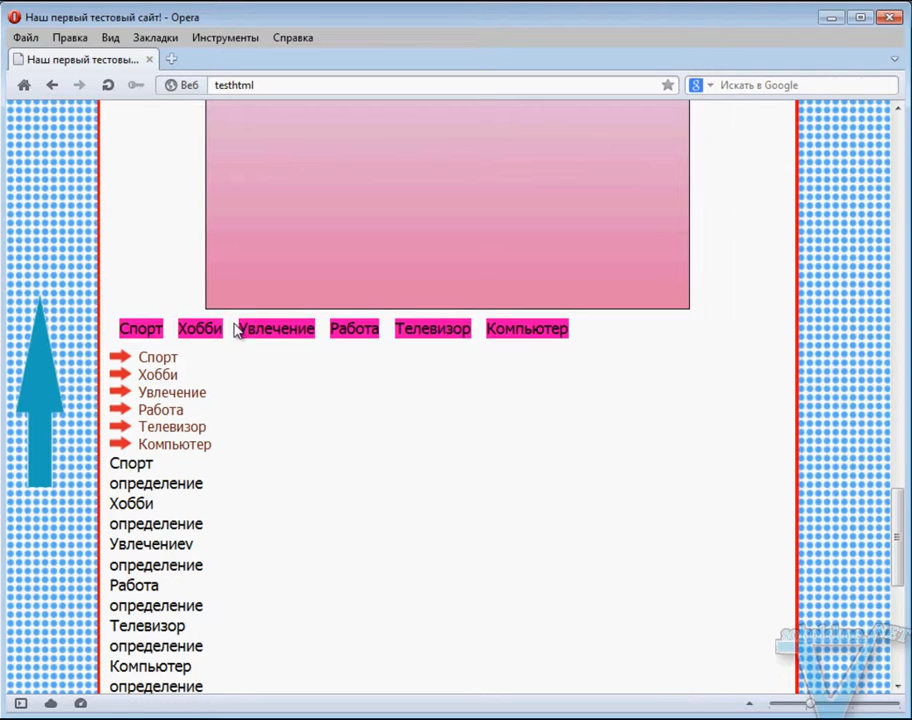 Наш первый тестовый сайт! - Opera
Файл Правка Вид Закладки Инструменты Справка
Наш первый тестовы...
Веб testhtml Искать в Google
Спорт Хобби Увлечение Работа Телевизор Компьютер
Спорт
Хобби
Увлечение
Работа
Телевизор
Компьютер
Спорт
определение
Хобби
определение
Увлечениеv
определение
Работа
определение
Телевизор
определение
Компьютер
определение